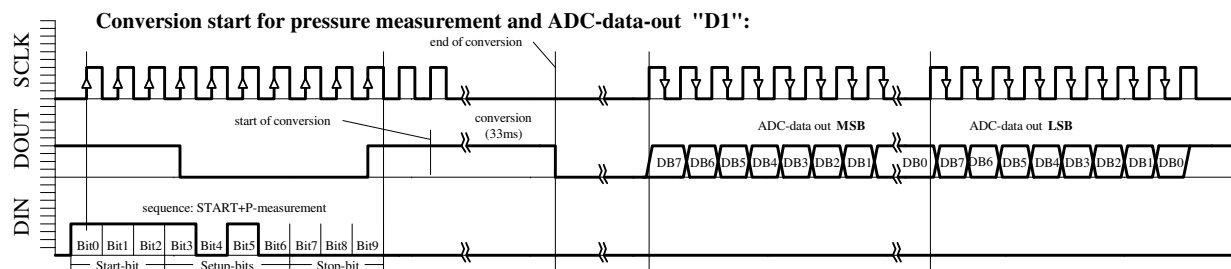 Conversion start for pressure measurement and ADC-data-out "D1":
end of conversion
SCLK
start of conversion
conversion
(33ms)
ADC-data out MSB
ADC-data out LSB
DOUT
DB7 DB6 DB5 DB4 DB3 DB2 DB1 DB0 DB7 DB6 DB5 DB4 DB3 DB2 DB1 DB0
sequence: START+P-measurement
DIN
Bit0 Bit1 Bit2 Bit3 Bit4 Bit5 Bit6 Bit7 Bit8 Bit9
Start-bit Setup-bits Stop-bit